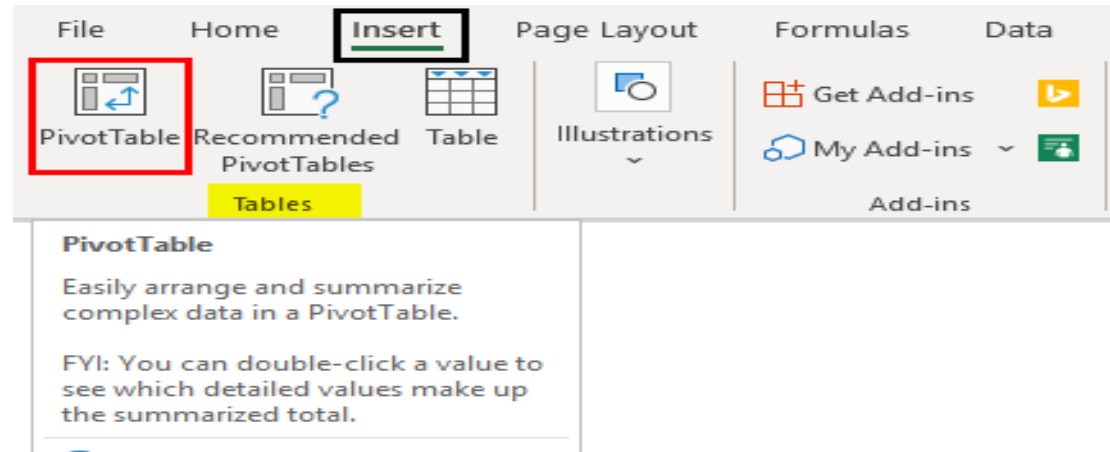 File Home Insert Page Layout Formulas Data
PivotTable Recommended PivotTables Table Illustrations Get Add-ins
My Add-ins
Tables Add-ins
PivotTable
Easily arrange and summarize
complex data in a PivotTable.
FYI: You can double-click a value to
see which detailed values make up
the summarized total.